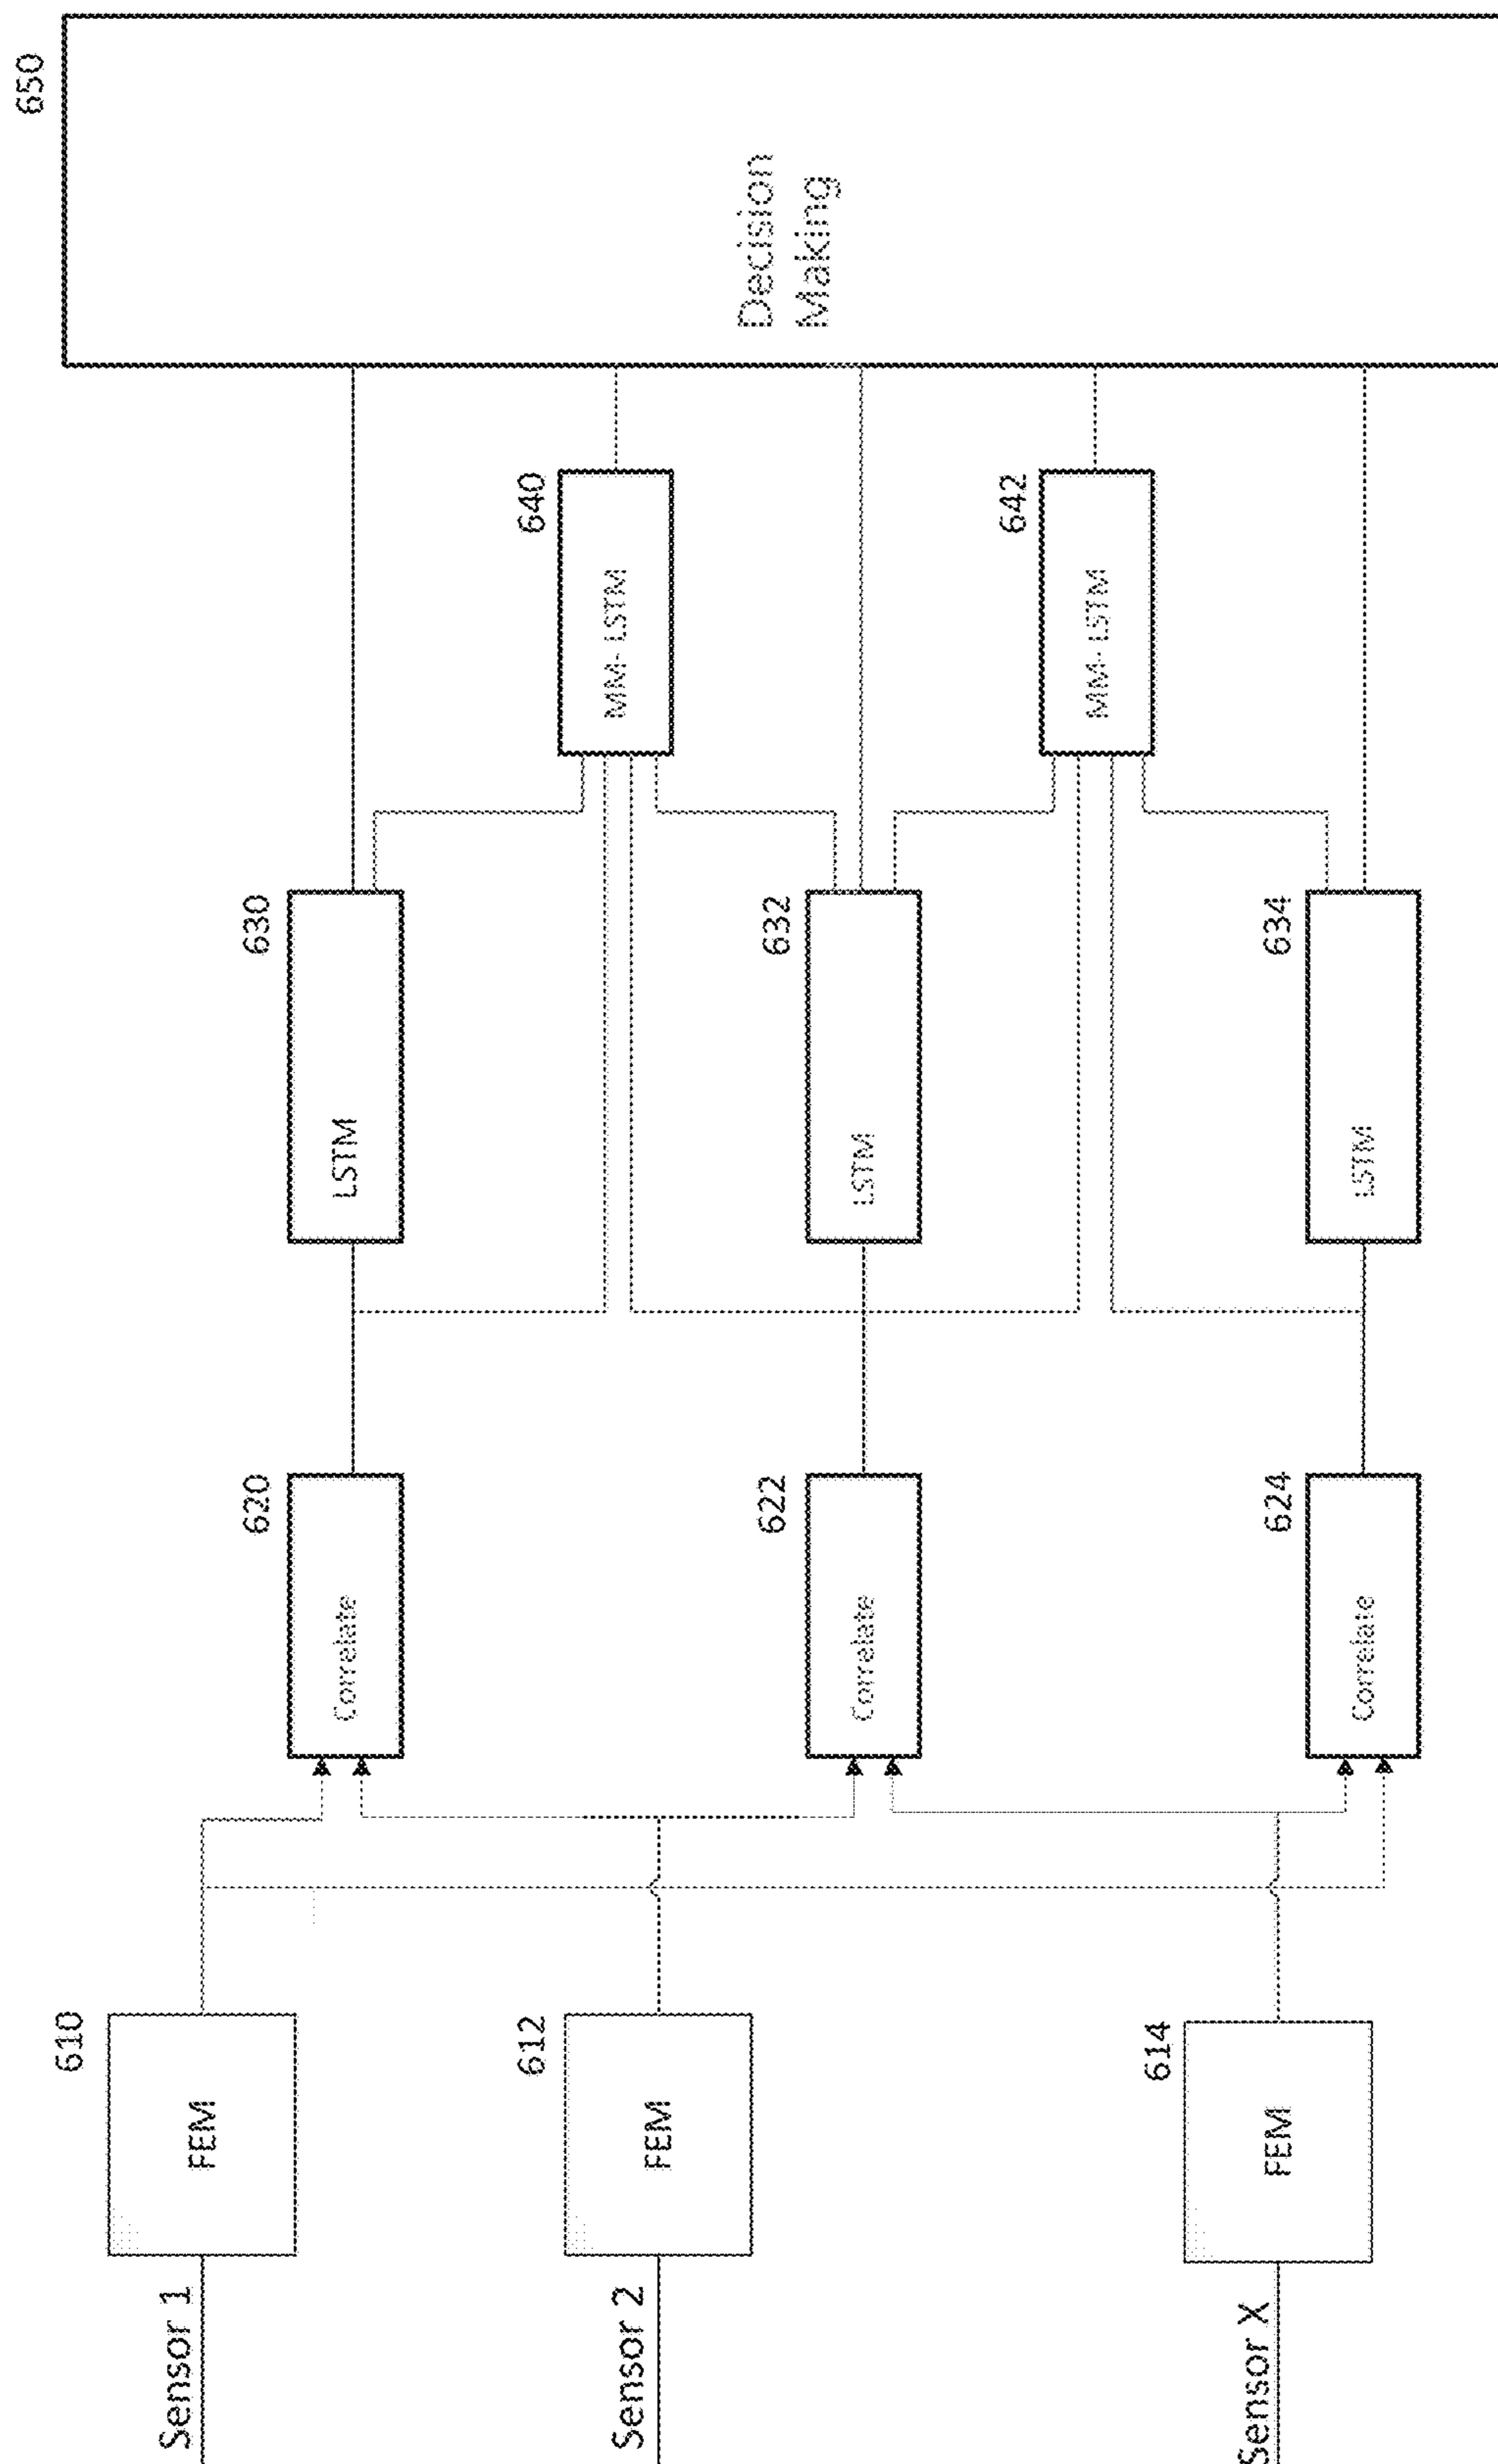 Sensor 1
610
FEM
Sensor 2
612
FEM
Sensor X
614
FEM
620
Correlate
622
Correlate
624
Correlate
630
LSTM
632
LSTM
634
LSTM
640
MM- LSTM
642
MM- LSTM
650
Decision
Making